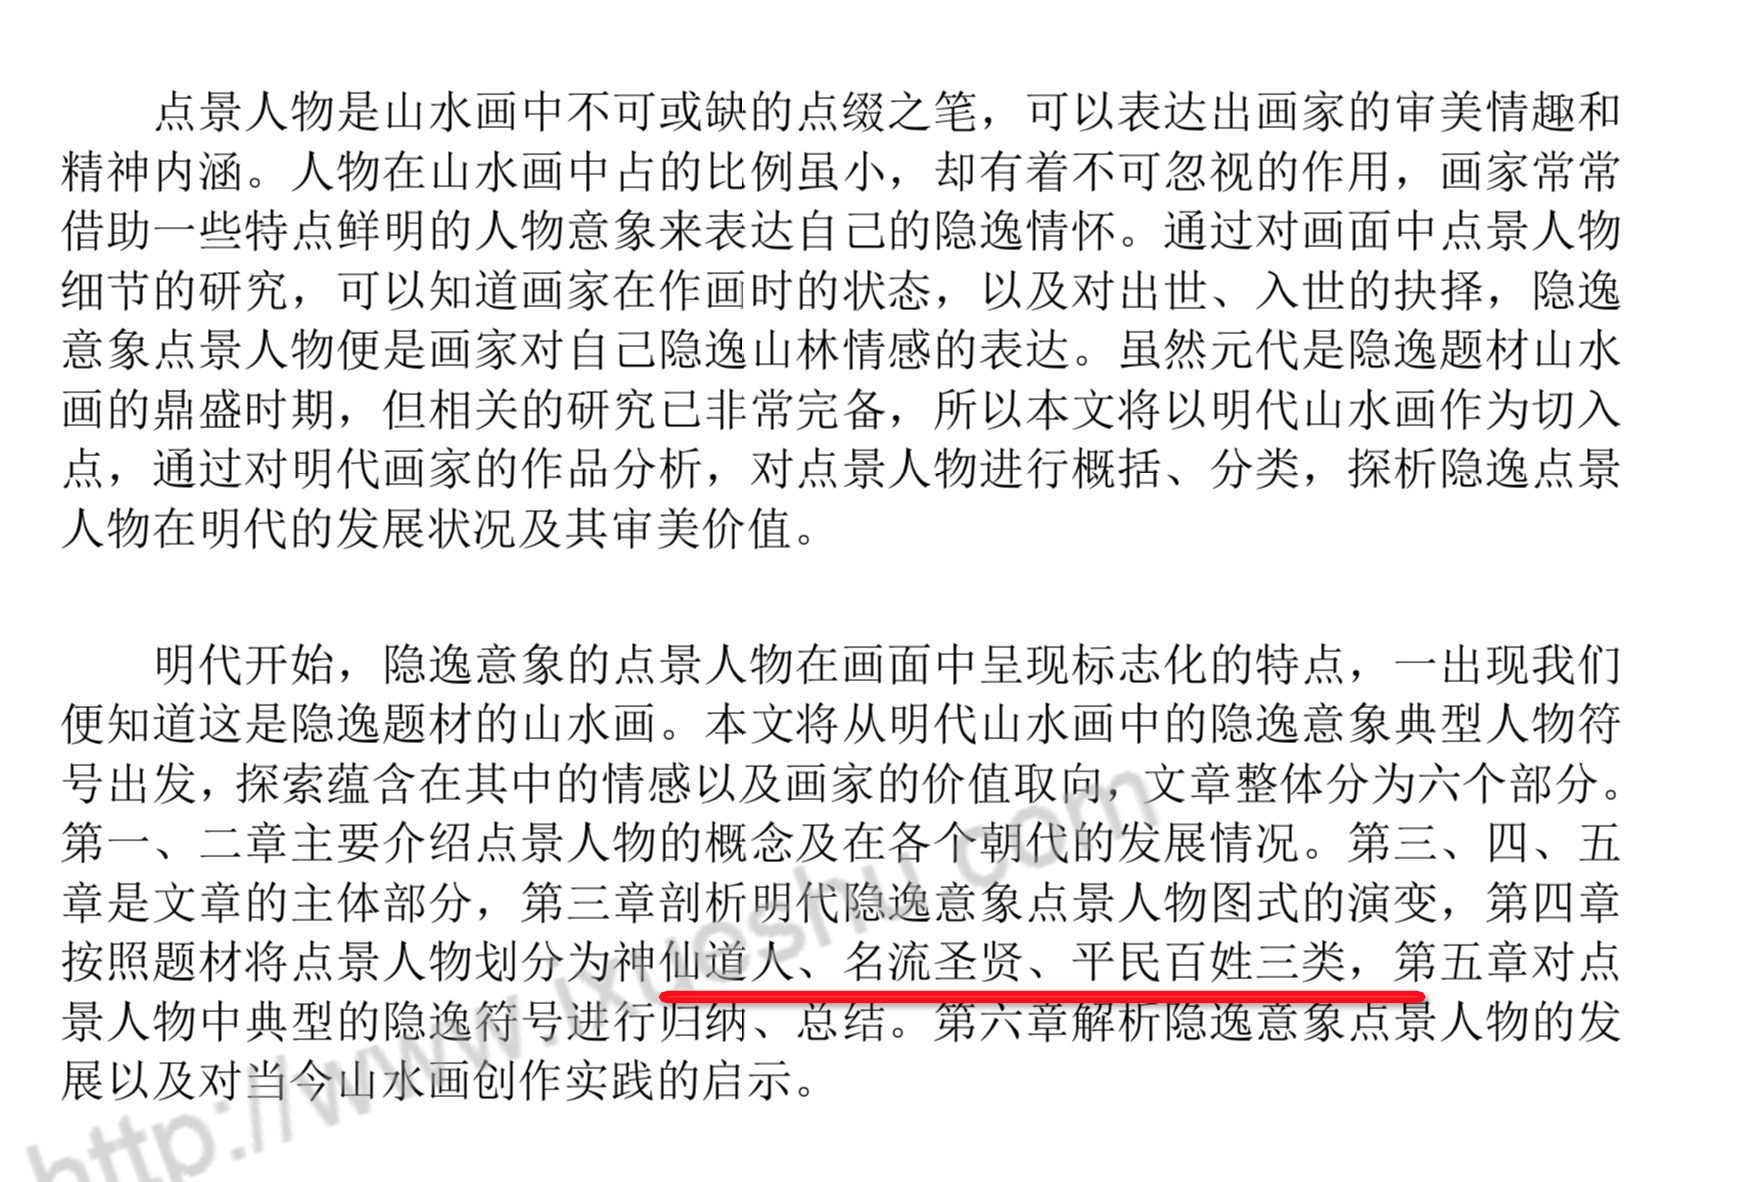 点景人物是山水画中不可或缺的点缀之笔，可以表达出画家的审美情趣和
精神内涵。人物在山水画中占的比例虽小，却有着不可忽视的作用，画家常常
借助一些特点鲜明的人物意象来表达自己的隐逸情怀。通过对画面中点景人物
细节的研究，可以知道画家在作画时的状态，以及对出世、入世的抉择，隐逸
意象点景人物便是画家对自己隐逸山林情感的表达。虽然元代是隐逸题材山水
画的鼎盛时期，但相关的研究已非常完备，所以本文将以明代山水画作为切入
点，通过对明代画家的作品分析，对点景人物进行概括、分类，探析隐逸点景
人物在明代的发展状况及其审美价值。
明代开始，隐逸意象的点景人物在画面中呈现标志化的特点，一出现我们
便知道这是隐逸题材的山水画。本文将从明代山水画中的隐逸意象典型人物符
号出发，探索蕴含在其中的情感以及画家的价值取向，文章整体分为六个部分。
第一、二章主要介绍点景人物的概念及在各个朝代的发展情况。第三、四、五
章是文章的主体部分，第三章剖析明代隐逸意象点景人物图式的演变，第四章
按照题材将点景人物划分为神仙道人、名流圣贤、平民百姓三类，第五章对点
景人物中典型的隐逸符号进行归纳、总结。第六章解析隐逸意象点景人物的发
展以及对当今山水画创作实践的启示。
http://www.ixueshu.com